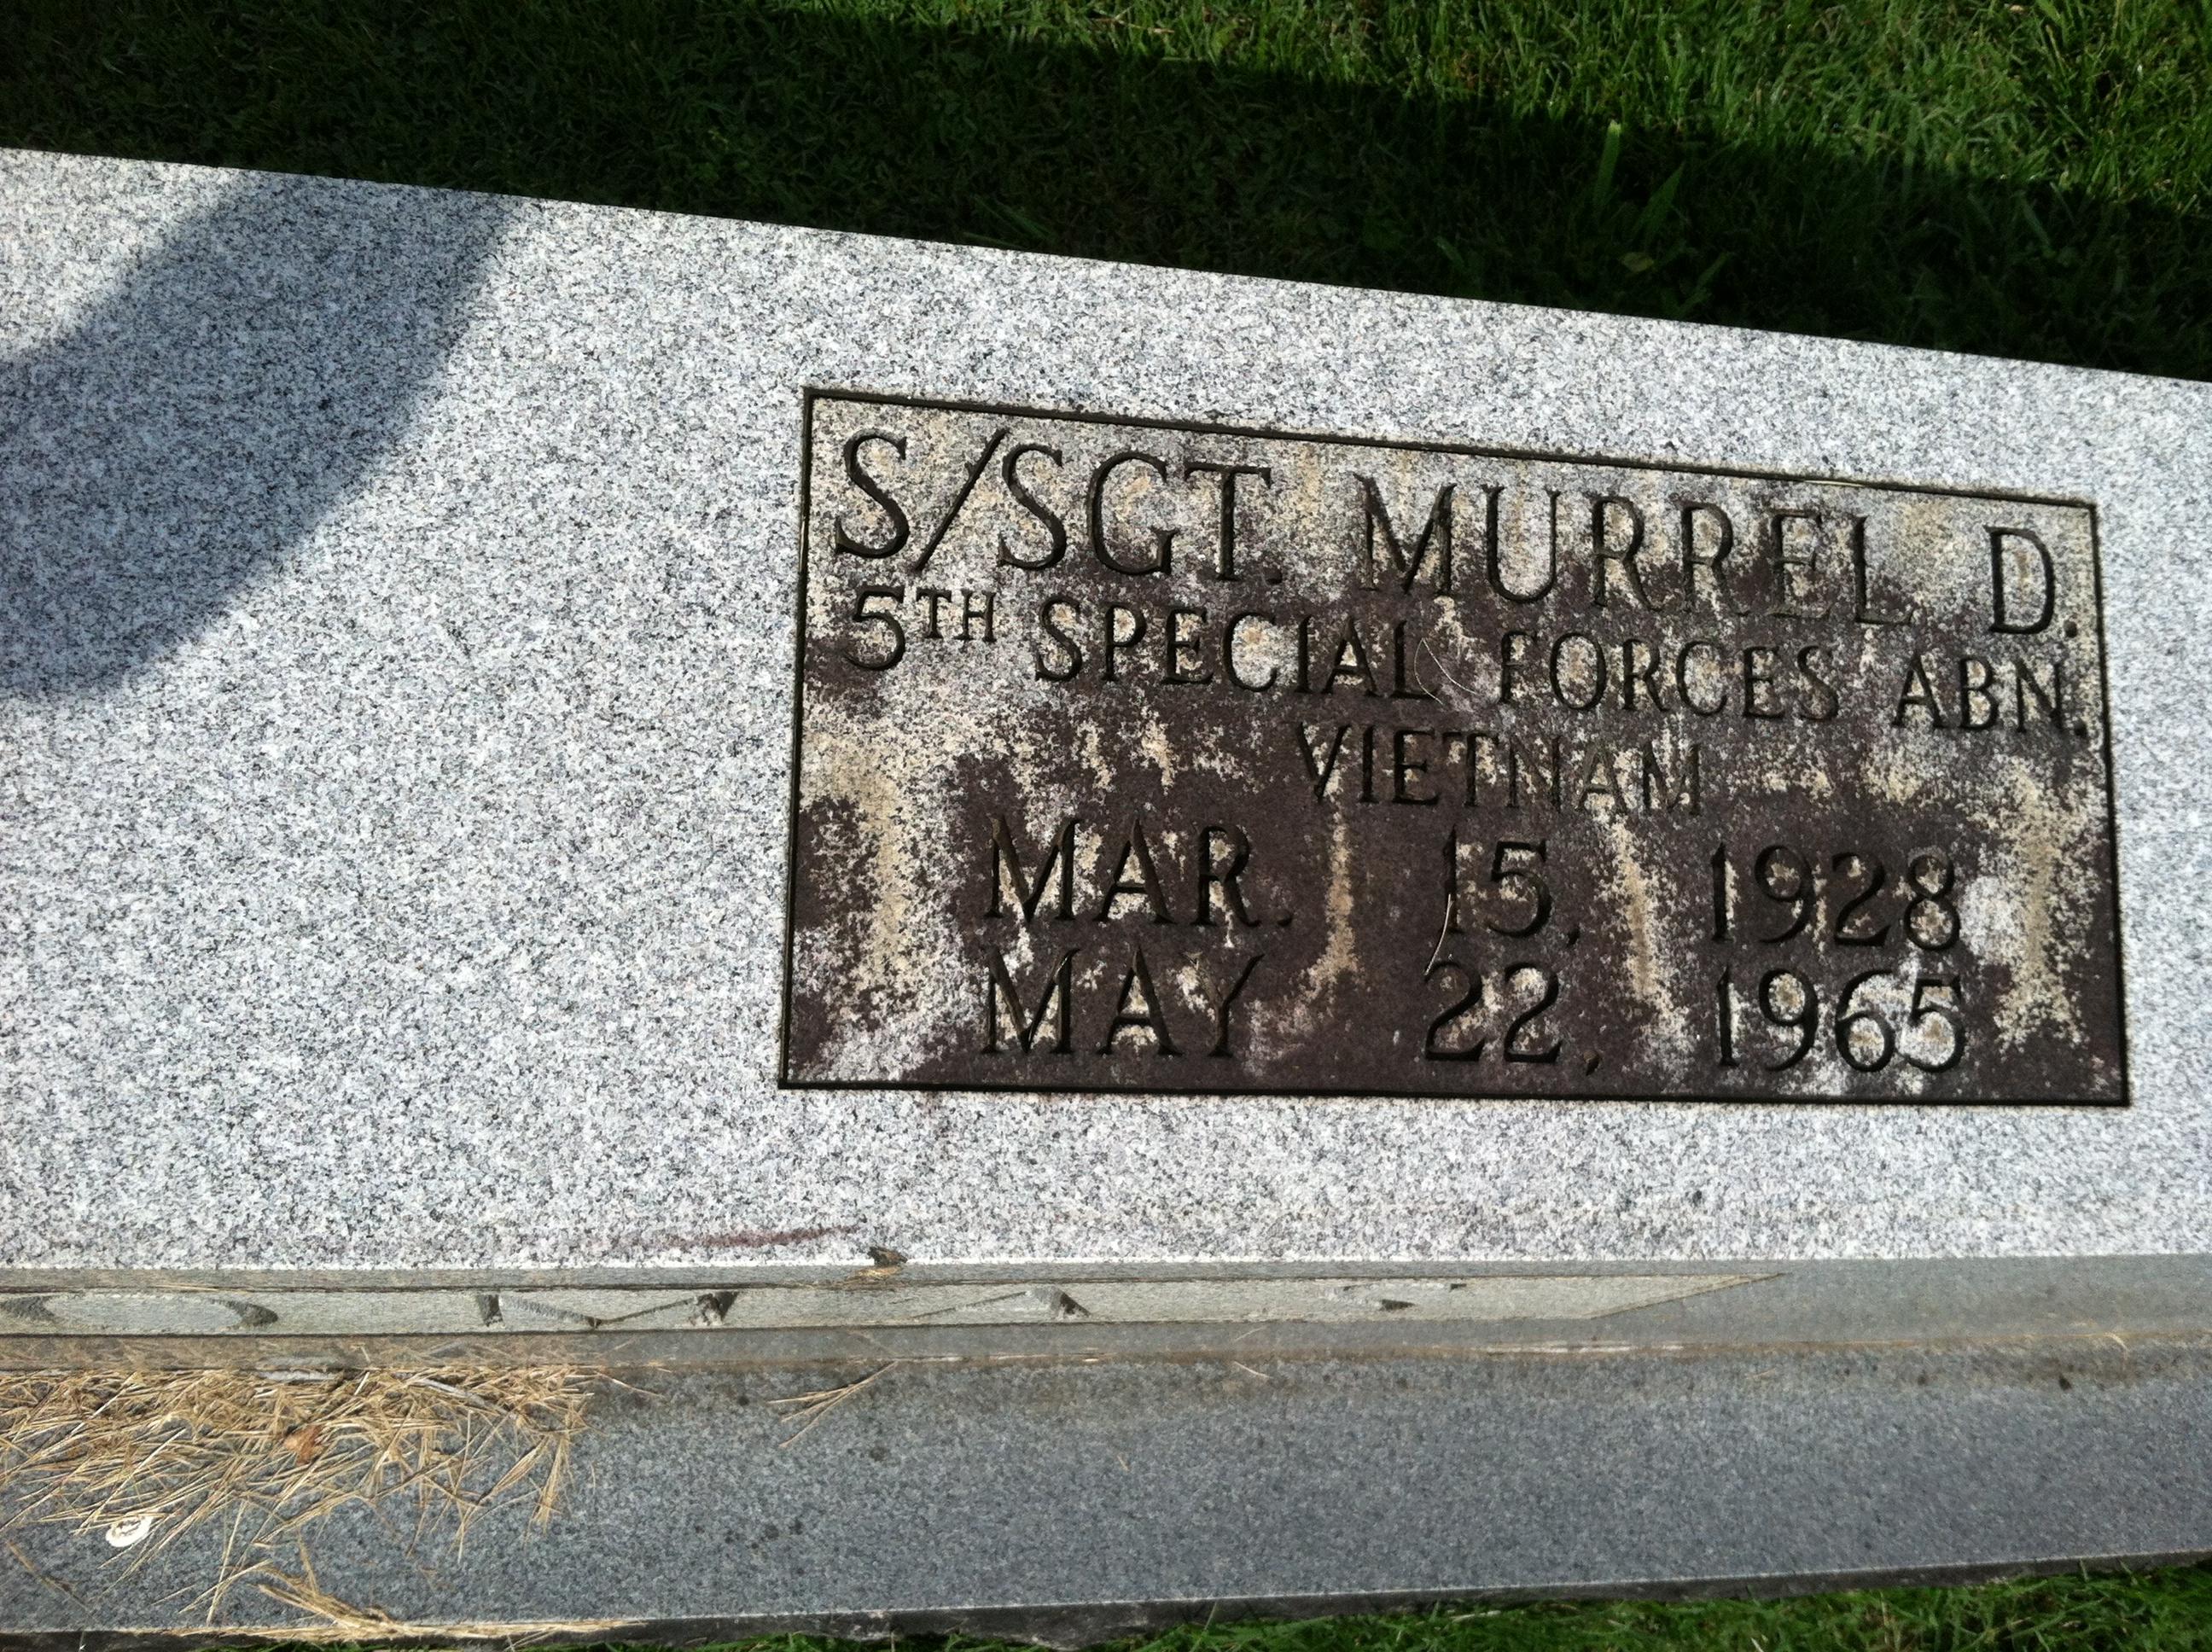 S/SGT. MURREL D.
5TH SPECIAL FORCES ABN.
VIETNAM
MAR. 15, 1928
MAY 22, 1965